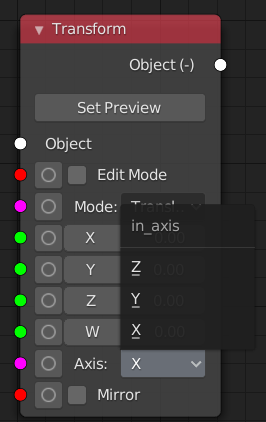 Transform
Object (-)
Set Preview
Object
Edit Mode
Mode: Transl
in_axis
X 0.00
Y 0.00
Z 0.00
W 0.00
Z
Y
X
Axis: X
Mirror